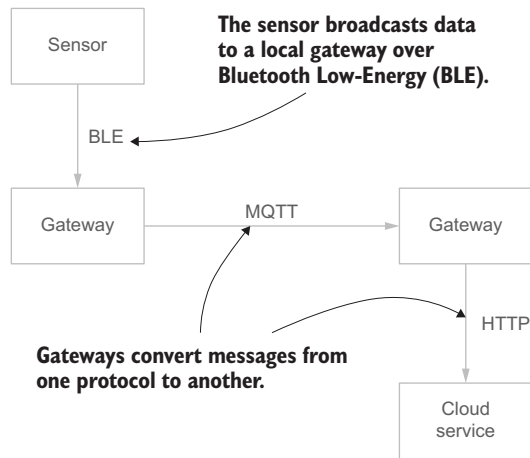 Sensor
The sensor broadcasts data
to a local gateway over
Bluetooth Low-Energy (BLE).
BLE
Gateway
MQTT
Gateway
HTTP
Gateways convert messages from
one protocol to another.
Cloud
service